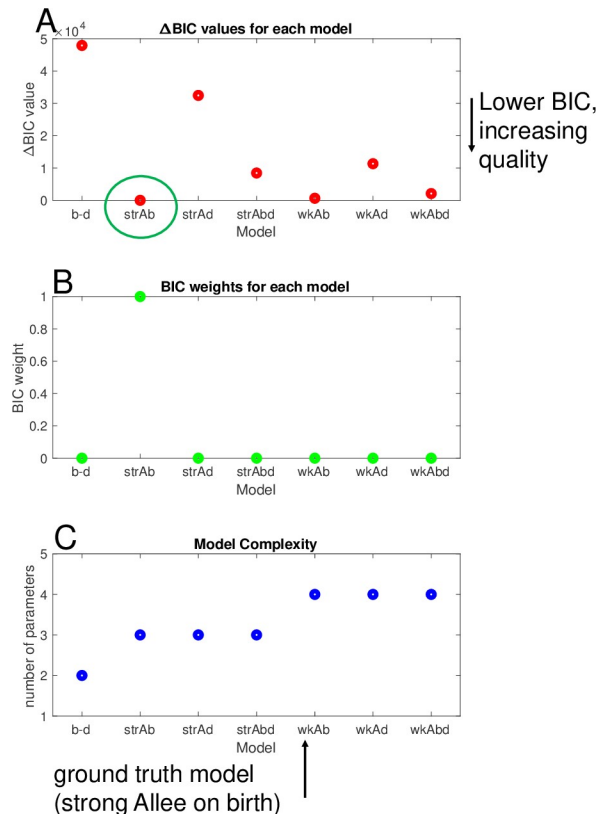 A
×10⁴
ΔBIC values for each model
5
4
3
2
1
0
ΔBIC value
b-d strAb strAd strAbd wkAb wkAd wkAbd
Model
Lower BIC,
increasing
quality
B
BIC weights for each model
1
0.8
0.6
0.4
0.2
0
BIC weight
b-d strAb strAd strAbd wkAb wkAd wkAbd
Model
C
Model Complexity
5
4
3
2
1
number of parameters
b-d strAb strAd strAbd wkAb wkAd wkAbd
Model
ground truth model
(strong Allee on birth)